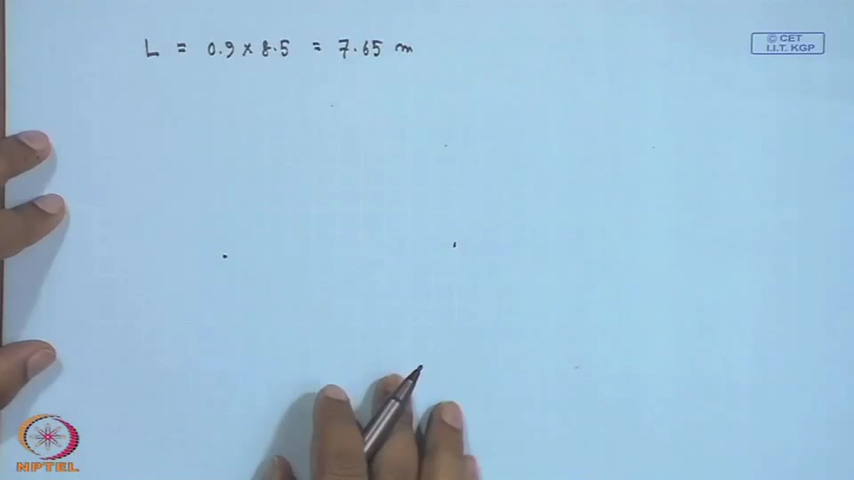 L = 0.9 × 8.5 = 7.65 m
© CET
I.I.T. KGP
NPTEL